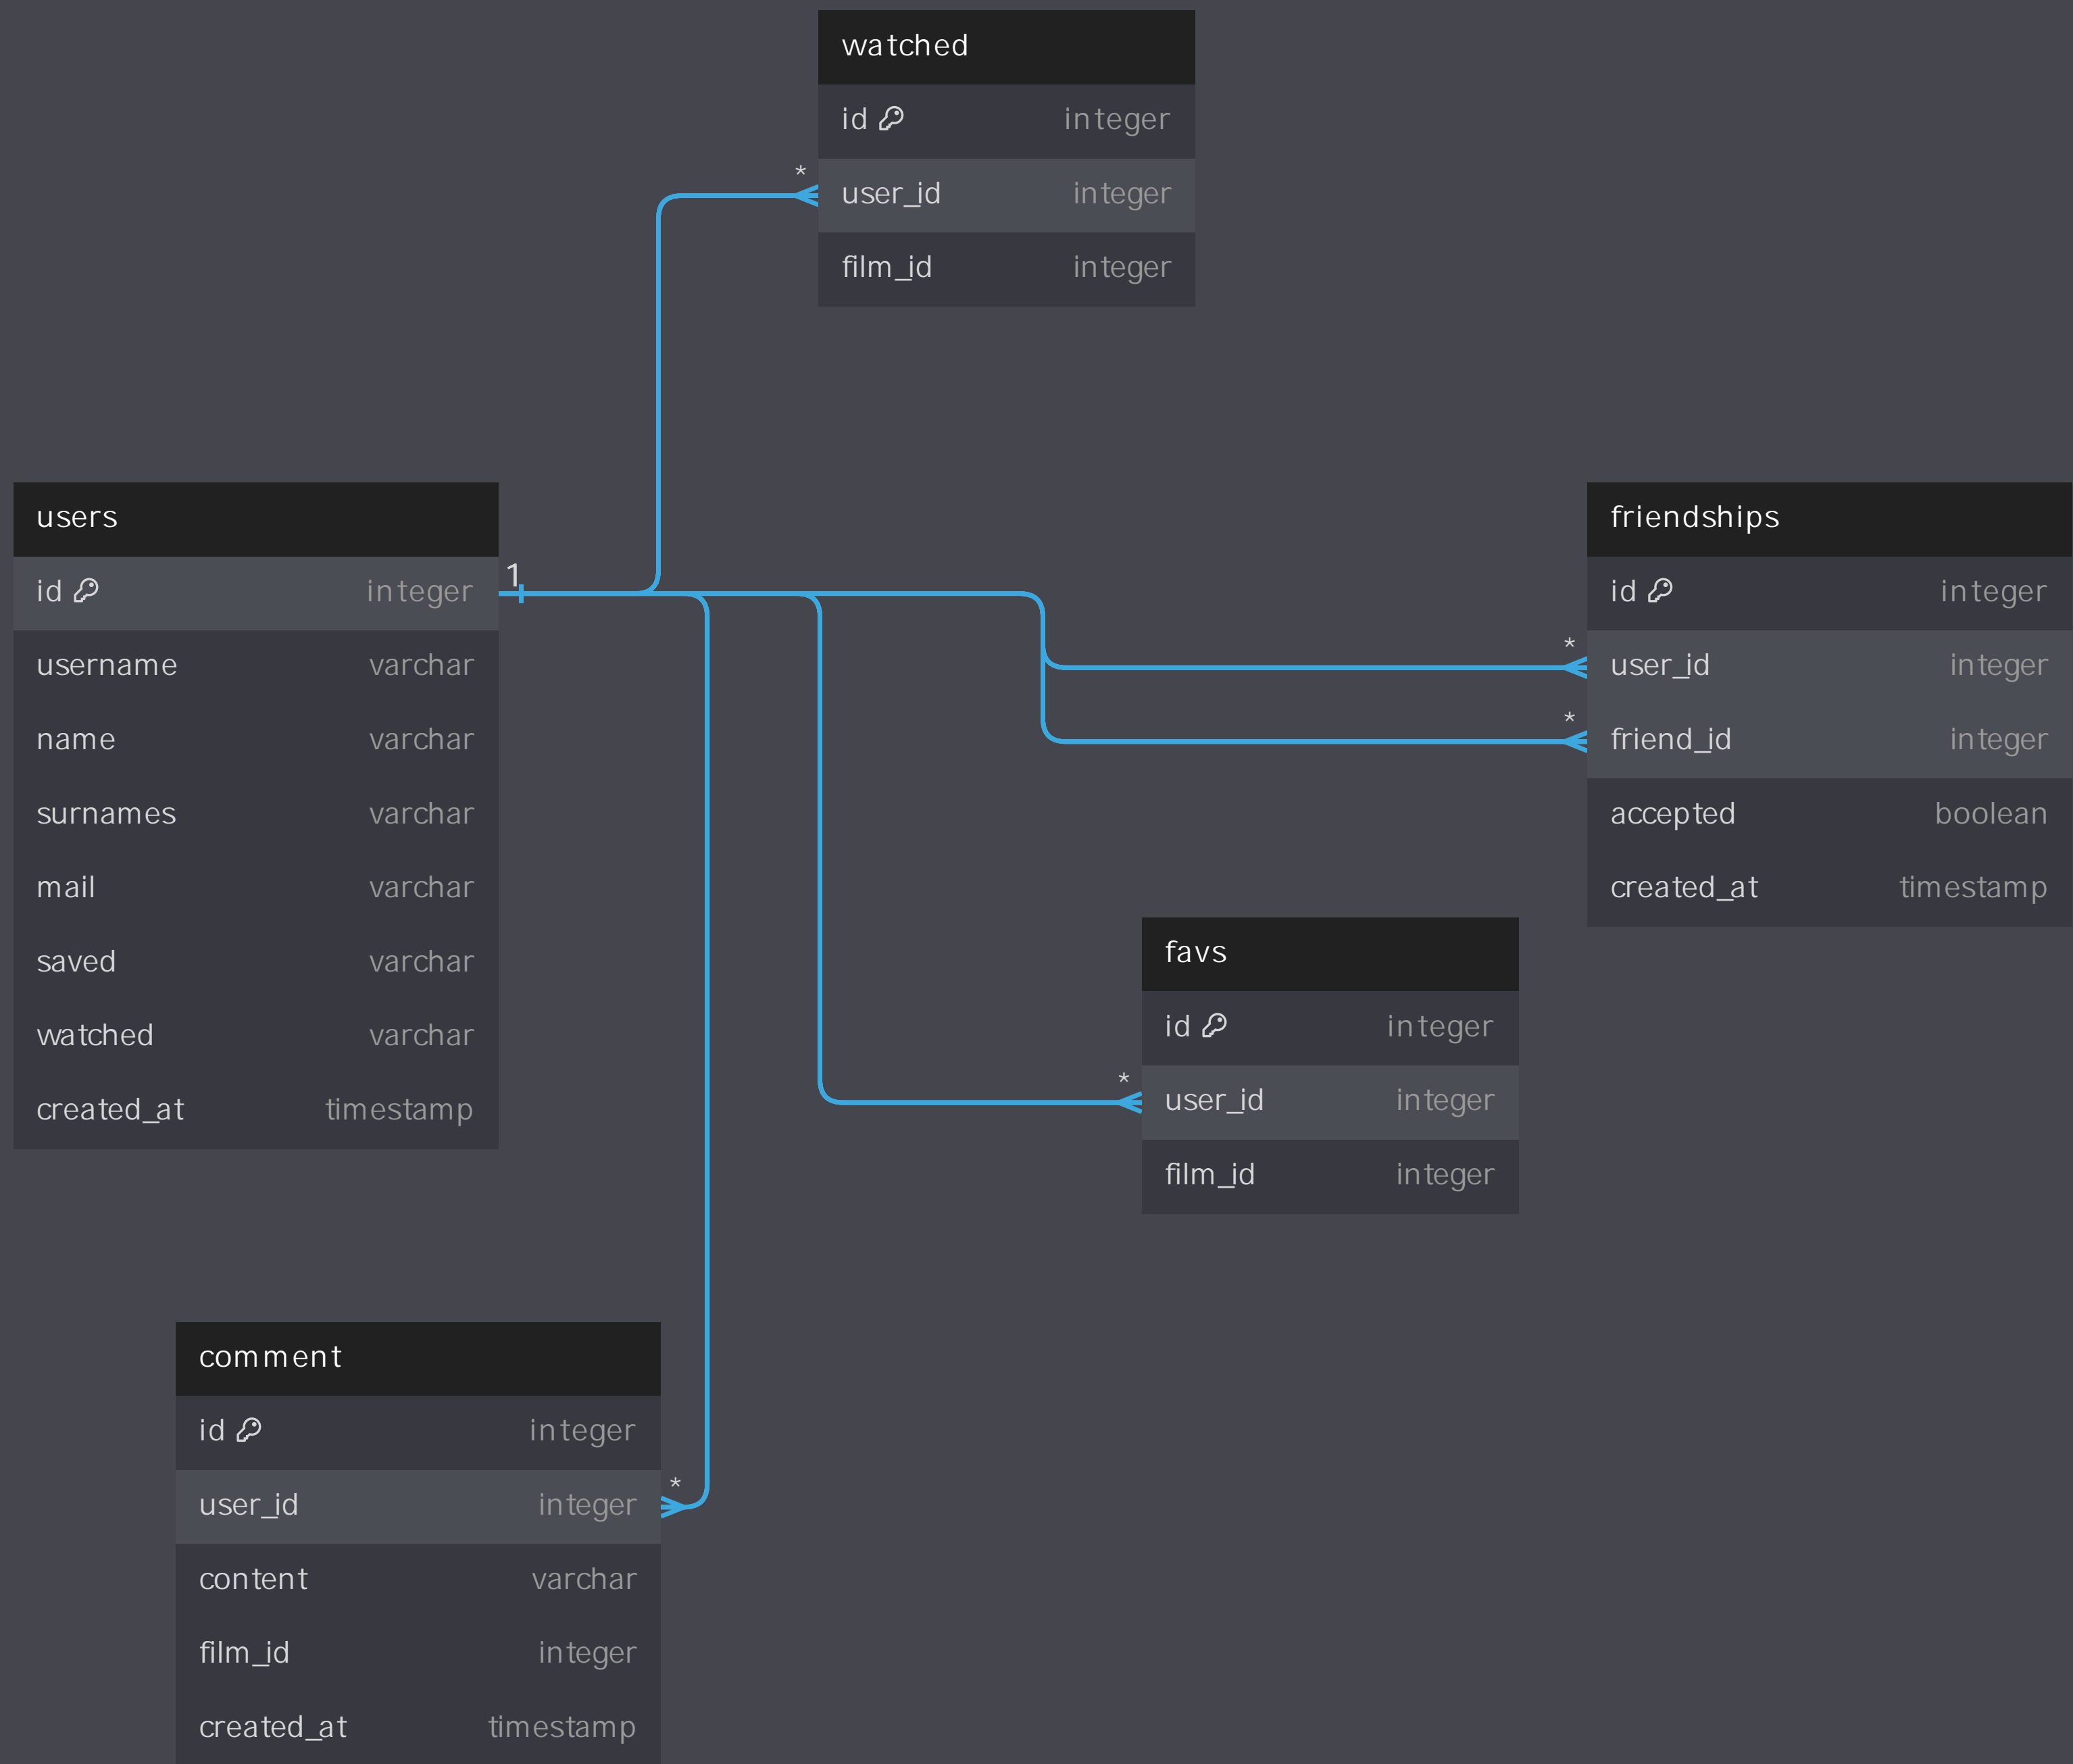 watched
id integer
* user_id integer
film_id integer
users
id integer 1
username varchar
name varchar
surnames varchar
mail varchar
saved varchar
watched varchar
created_at timestamp
friendships
id integer
* user_id integer
* friend_id integer
accepted boolean
created_at timestamp
favs
id integer
* user_id integer
film_id integer
comment
id integer
user_id integer *
content varchar
film_id integer
created_at timestamp